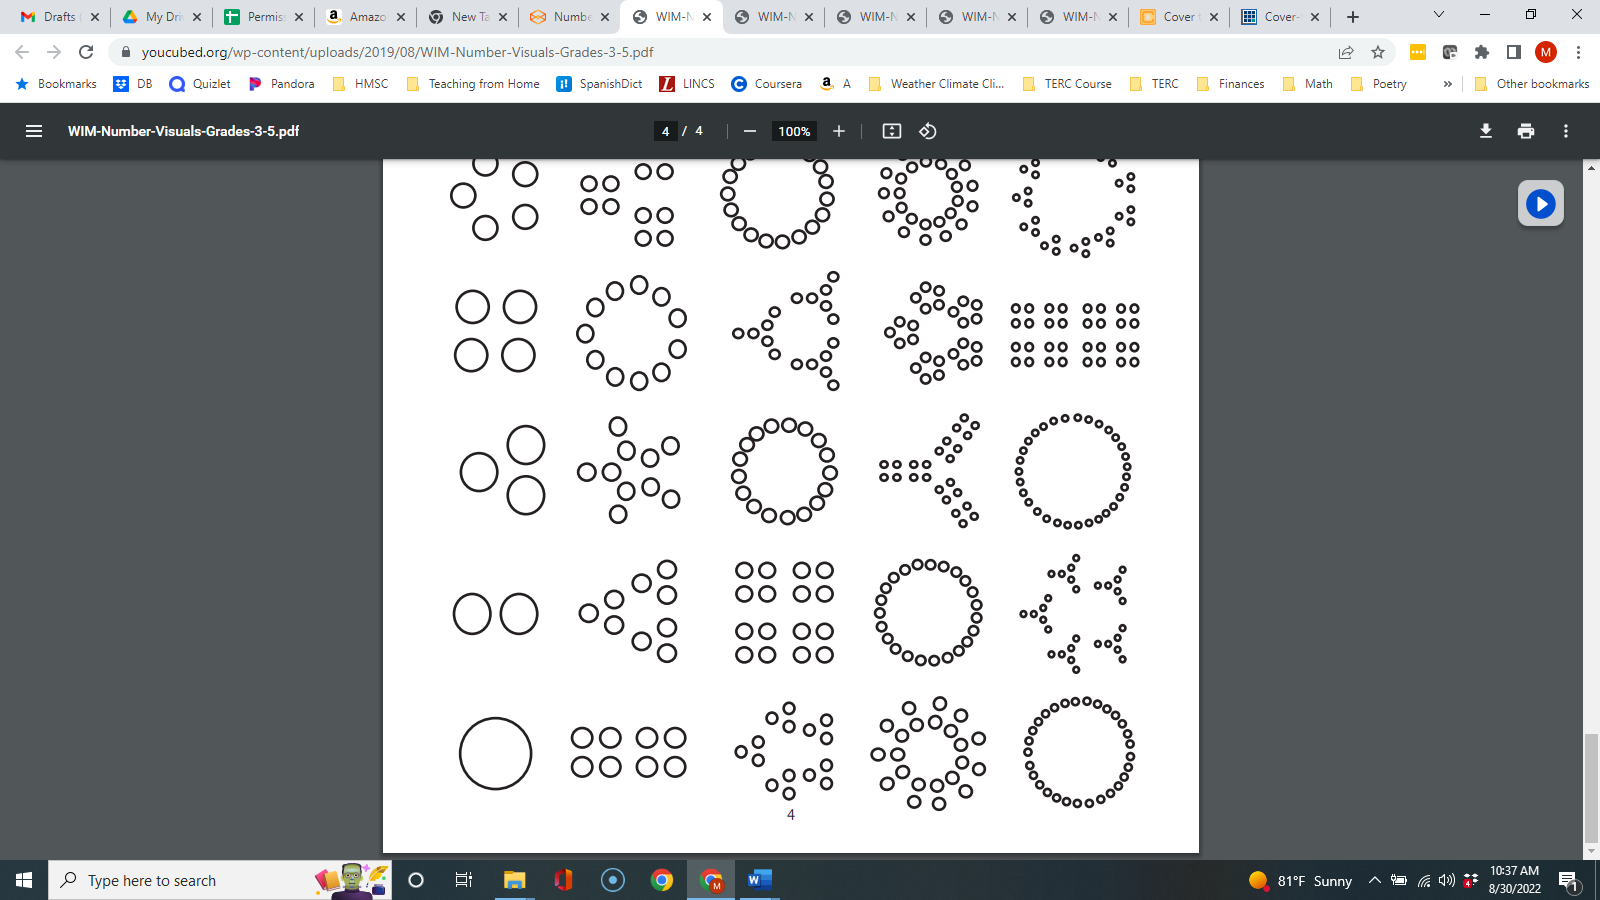 Drafts (
My Dri
Permis
Amazo
New Ta
Numbe
WIM-N
WIM-N
WIM-N
WIM-N
WIM-N
Cover t
Cover-
youcubed.org/wp-content/uploads/2019/08/WIM-Number-Visuals-Grades-3-5.pdf
M
Bookmarks
DB
Quizlet
Pandora
HMSC
Teaching from Home
SpanishDict
LINCS
Coursera
A
Weather Climate Cli...
TERC Course
TERC
Finances
Math
Poetry
»
Other bookmarks
WIM-Number-Visuals-Grades-3-5.pdf
4 / 4
100%
4
Type here to search
81°F Sunny
10:37 AM
8/30/2022
1